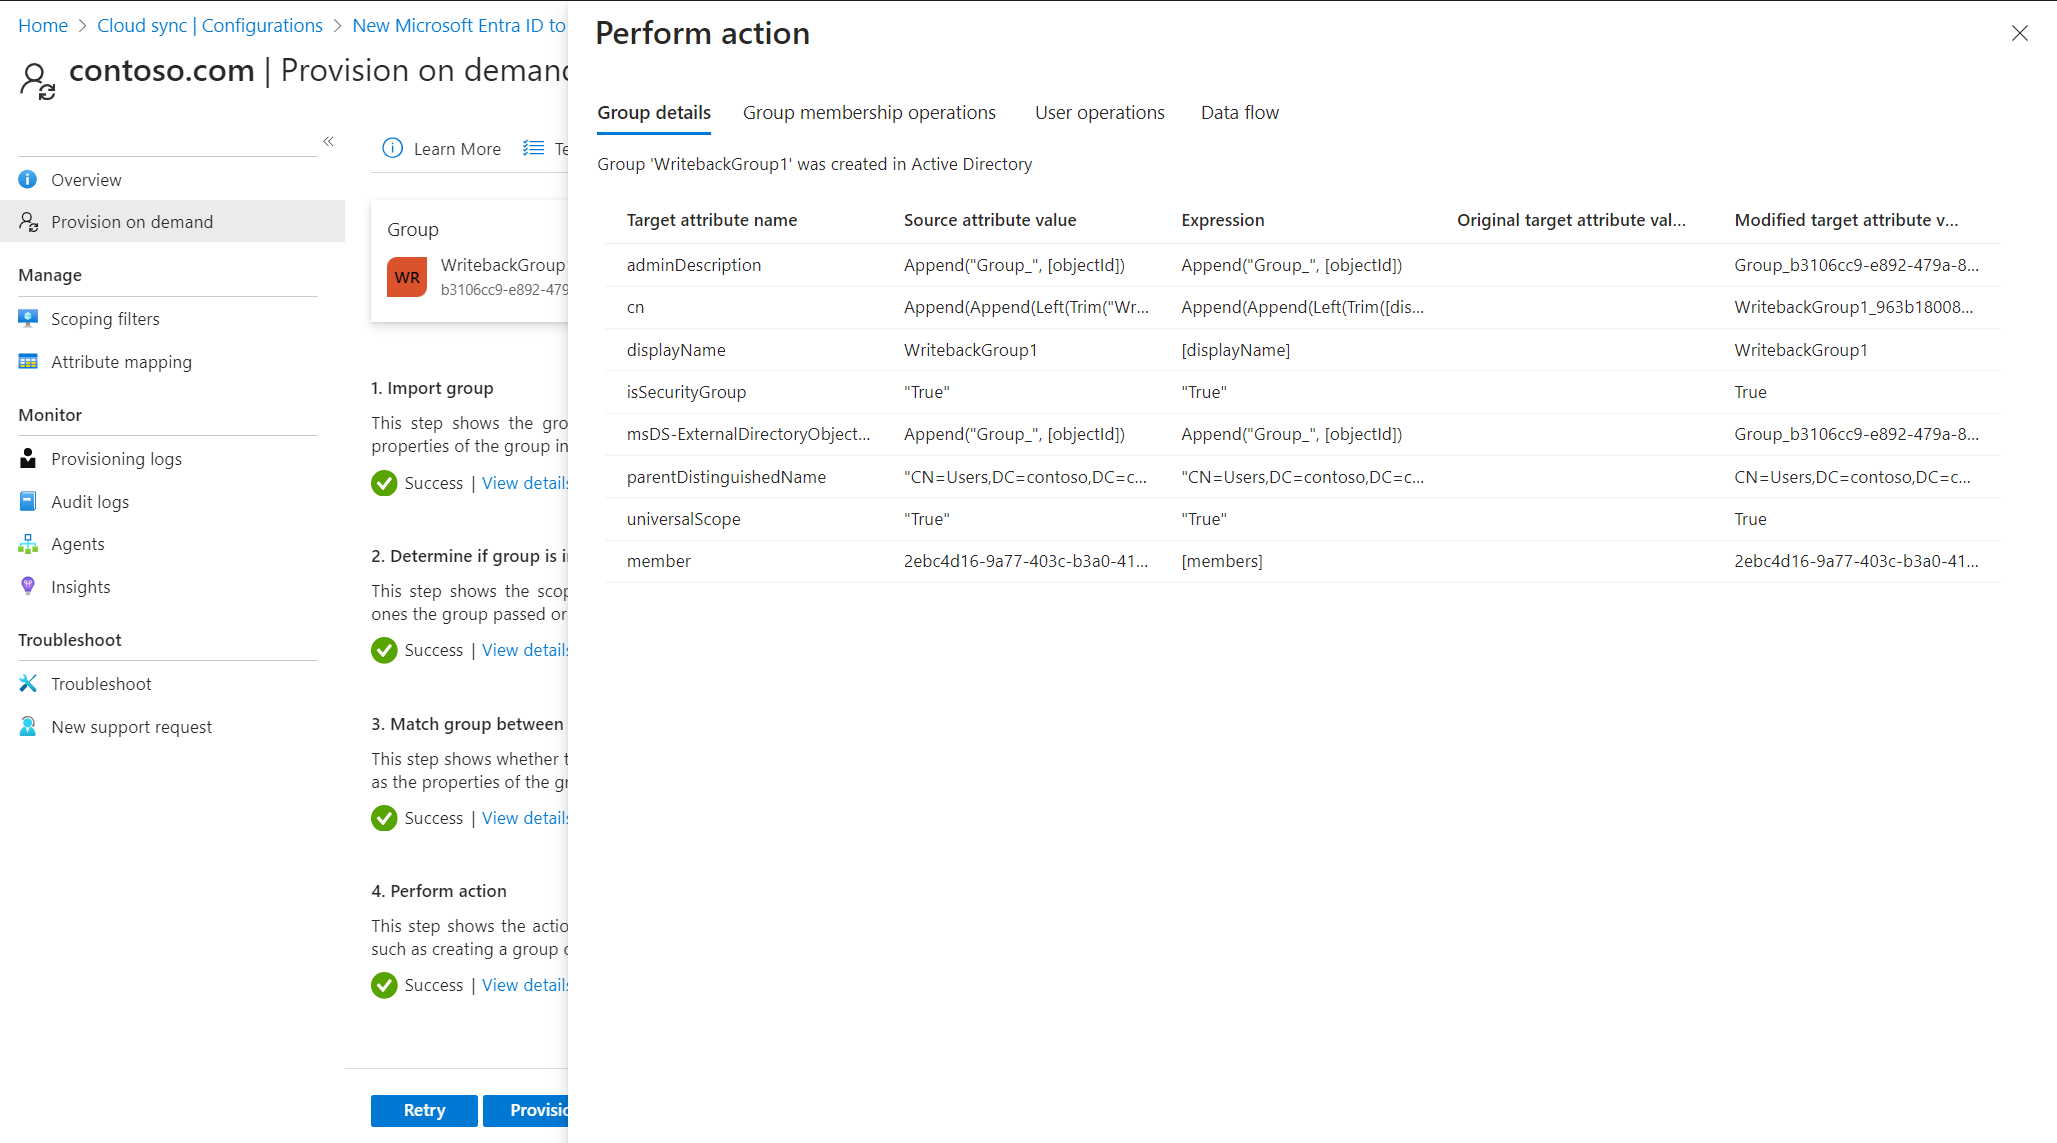 Home > Cloud sync | Configurations > New Microsoft Entra ID to
contoso.com | Provision on demand
Overview
Provision on demand
Manage
Scoping filters
Attribute mapping
Monitor
Provisioning logs
Audit logs
Agents
Insights
Troubleshoot
Troubleshoot
New support request
Learn More
Group
WR
WritebackGroup
b3106cc9-e892-479
1. Import group
This step shows the gro
properties of the group in
Success | View details
2. Determine if group is i
This step shows the scop
ones the group passed or
Success | View details
3. Match group between
This step shows whether t
as the properties of the gr
Success | View details
4. Perform action
This step shows the actio
such as creating a group o
Success | View details
Retry
Provisio
Perform action
Group details Group membership operations User operations Data flow
Group 'WritebackGroup1' was created in Active Directory
Target attribute name Source attribute value Expression Original target attribute val... Modified target attribute v...
adminDescription Append("Group_", [objectId]) Append("Group_", [objectId]) Group_b3106cc9-e892-479a-8...
cn Append(Append(Left(Trim("Wr... Append(Append(Left(Trim([dis... WritebackGroup1_963b18008...
displayName WritebackGroup1 [displayName] WritebackGroup1
isSecurityGroup "True" "True" True
msDS-ExternalDirectoryObject... Append("Group_", [objectId]) Append("Group_", [objectId]) Group_b3106cc9-e892-479a-8...
parentDistinguishedName "CN=Users,DC=contoso,DC=c... "CN=Users,DC=contoso,DC=c... CN=Users,DC=contoso,DC=c...
universalScope "True" "True" True
member 2ebc4d16-9a77-403c-b3a0-41... [members] 2ebc4d16-9a77-403c-b3a0-41...